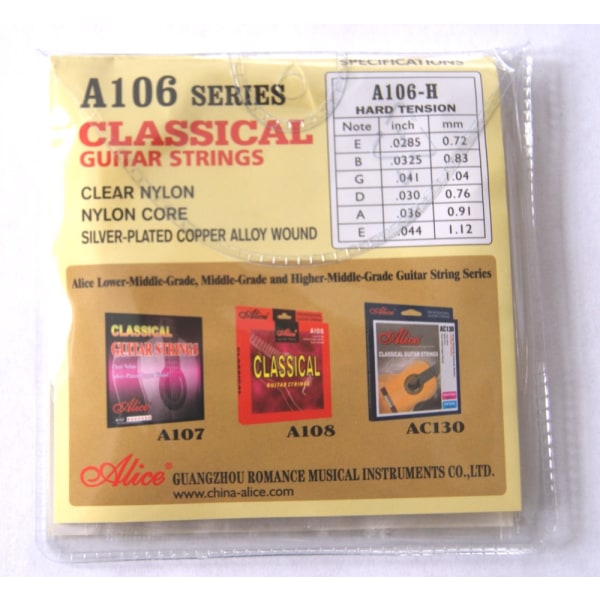 SPECIFICATIONS
A106 SERIES
CLASSICAL
GUITAR STRINGS
CLEAR NYLON
NYLON CORE
SILVER-PLATED COPPER ALLOY WOUND
A106-H
HARD TENSION
Note inch mm
E .0285 0.72
B .0325 0.83
G .041 1.04
D .030 0.76
A .036 0.91
E .044 1.12
Alice Lower-Middle-Grade, Middle-Grade and Higher-Middle-Grade Guitar String Series
CLASSICAL
GUITAR STRINGS
Alice
A107
Alice
A108
CLASSICAL
GUITAR STRINGS
A108
Alice
AC130
CLASSICAL GUITAR STRINGS
AC130
Alice® GUANGZHOU ROMANCE MUSICAL INSTRUMENTS CO.,LTD.
www.china-alice.com